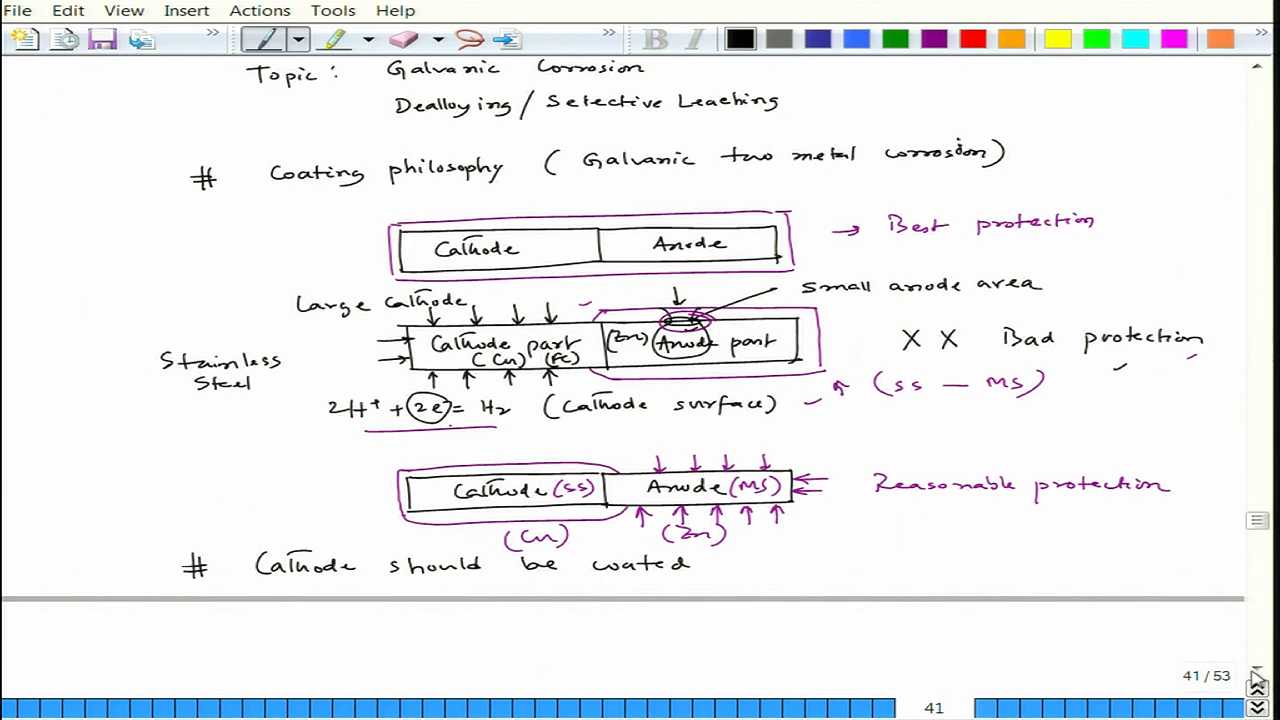 File Edit View Insert Actions Tools Help
B I
Topic : Galvanic Corrosion
Dealloying / Selective Leaching
# Coating philosophy ( Galvanic two metal corrosion)
Cathode Anode → Best protection
Large cathode
small anode area
Stainless Steel
Cathode part (Zn) Anode part X X Bad protection
(Cu) (Fe)
(SS — MS)
2H⁺ + 2e = H₂ (Cathode surface)
Cathode (SS) Anode (MS) Reasonable protection
(Cu) (Zn)
# Cathode should be coated
41 / 53
41